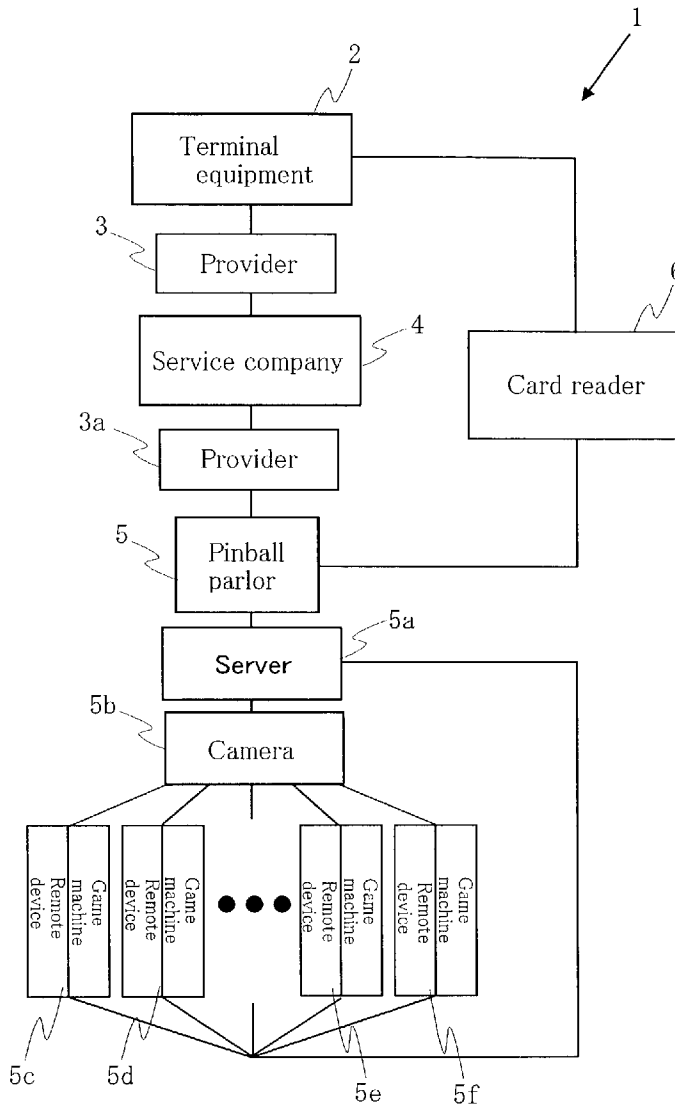 1
2
Terminal
equipment
3
Provider
4
Service company
6
Card reader
3a
Provider
5
Pinball
parlor
5a
Server
5b
Camera
Game
machine
Remote
device
Game
machine
Remote
device
Game
machine
Remote
device
Game
machine
Remote
device
5c
5d
5e
5f